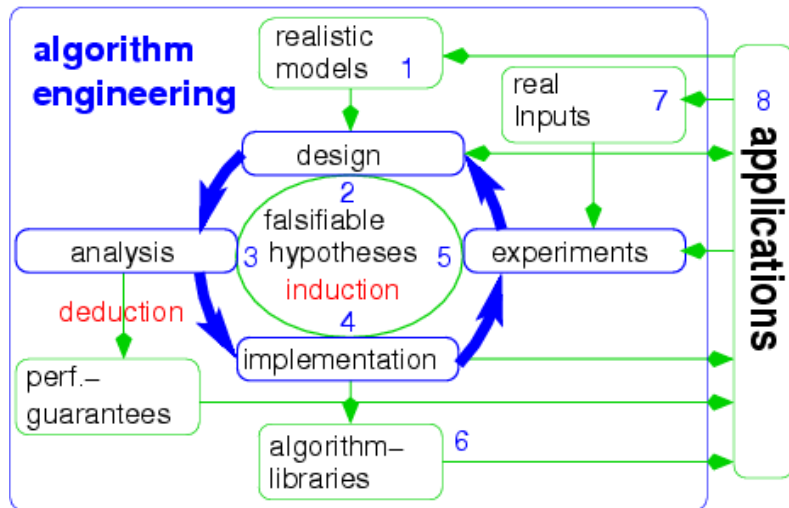 algorithm
engineering
realistic
models 1
real
Inputs 7
8
applications
design
2
falsifiable
hypotheses
induction
analysis
3
5
experiments
deduction
4
implementation
perf.–
guarantees
algorithm–
libraries
6